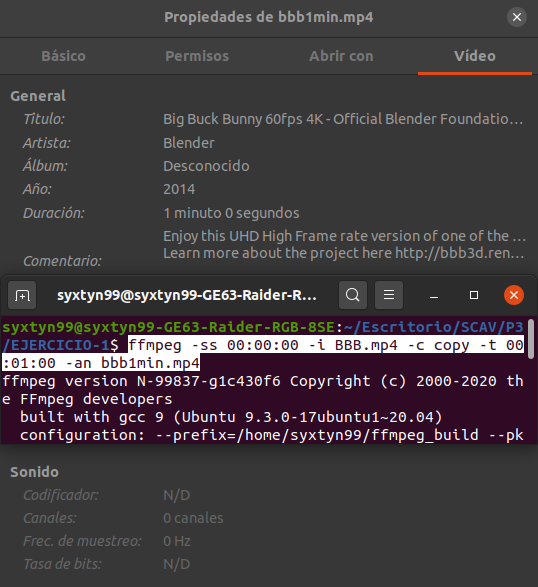 Propiedades de bbb1min.mp4
Básico Permisos Abrir con Vídeo
General
Título: Big Buck Bunny 60fps 4K - Official Blender Foundatio…
Artista: Blender
Álbum: Desconocido
Año: 2014
Duración: 1 minuto 0 segundos
Enjoy this UHD High Frame rate version of one of the …
Comentario: Learn more about the project here http://bbb3d.ren…
syxtyn99@syxtyn99-GE63-Raider-R…
syxtyn99@syxtyn99-GE63-Raider-RGB-8SE:~/Escritorio/SCAV/P3
/EJERCICIO-1$ ffmpeg -ss 00:00:00 -i BBB.mp4 -c copy -t 00
:01:00 -an bbb1min.mp4
ffmpeg version N-99837-g1c430f6 Copyright (c) 2000-2020 th
e FFmpeg developers
built with gcc 9 (Ubuntu 9.3.0-17ubuntu1~20.04)
configuration: --prefix=/home/syxtyn99/ffmpeg_build --pk
Sonido
Codificador: N/D
Canales: 0 canales
Frec. de muestreo: 0 Hz
Tasa de bits: N/D